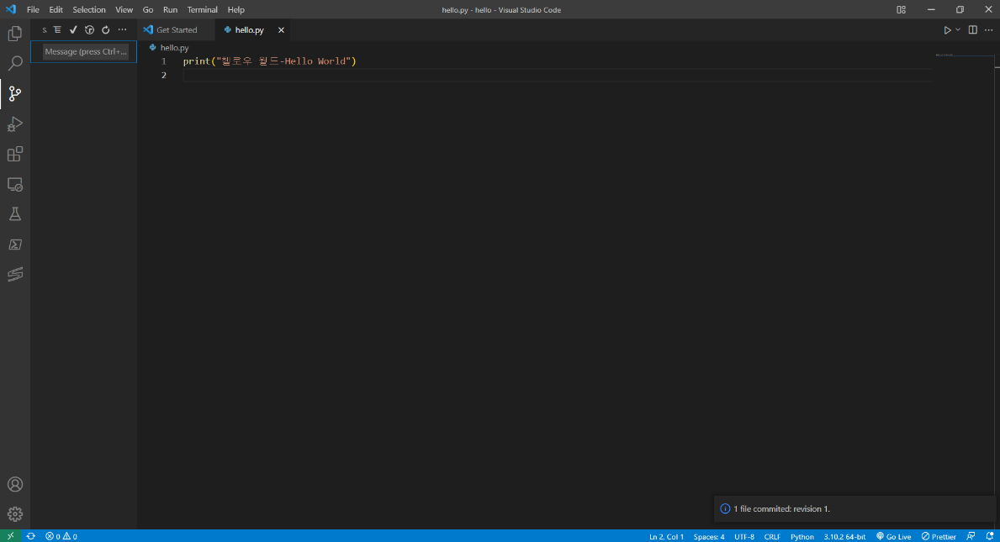 File Edit Selection View Go Run Terminal Help
hello.py - hello - Visual Studio Code
S.
Get Started
hello.py
Message (press Ctrl+...
hello.py
1 print("헬로우 월드-Hello World")
2
1 file commited: revision 1.
0 0
Ln 2, Col 1 Spaces: 4 UTF-8 CRLF Python 3.10.2 64-bit Go Live Prettier